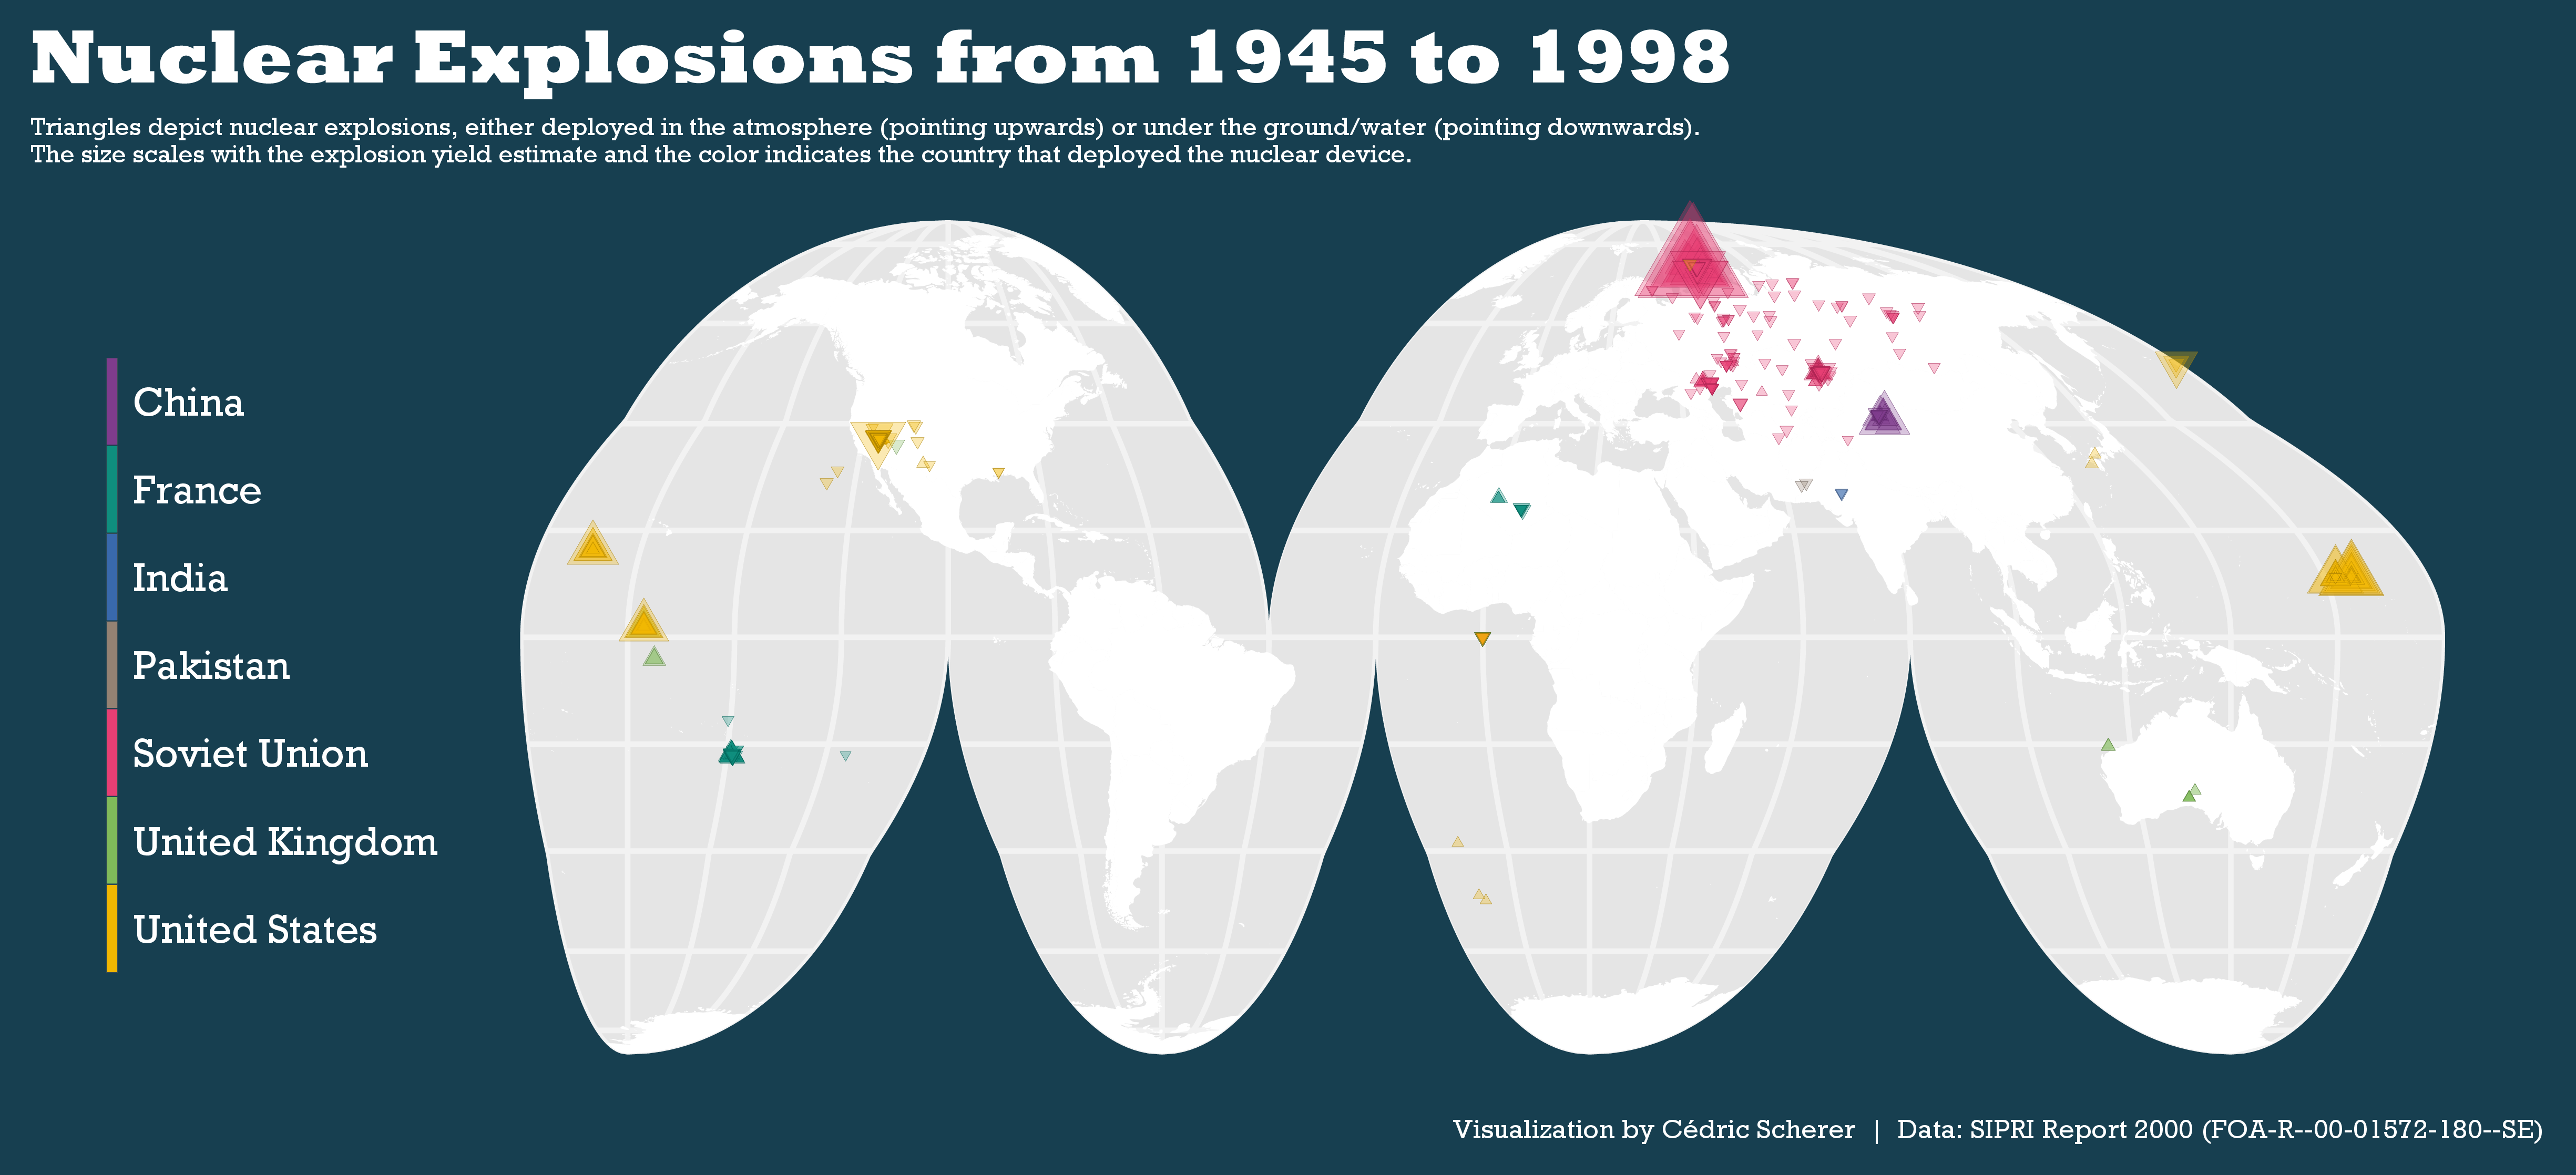 Nuclear Explosions from 1945 to 1998
Triangles depict nuclear explosions, either deployed in the atmosphere (pointing upwards) or under the ground/water (pointing downwards).
The size scales with the explosion yield estimate and the color indicates the country that deployed the nuclear device.
China
France
India
Pakistan
Soviet Union
United Kingdom
United States
Visualization by Cédric Scherer | Data: SIPRI Report 2000 (FOA-R--00-01572-180--SE)